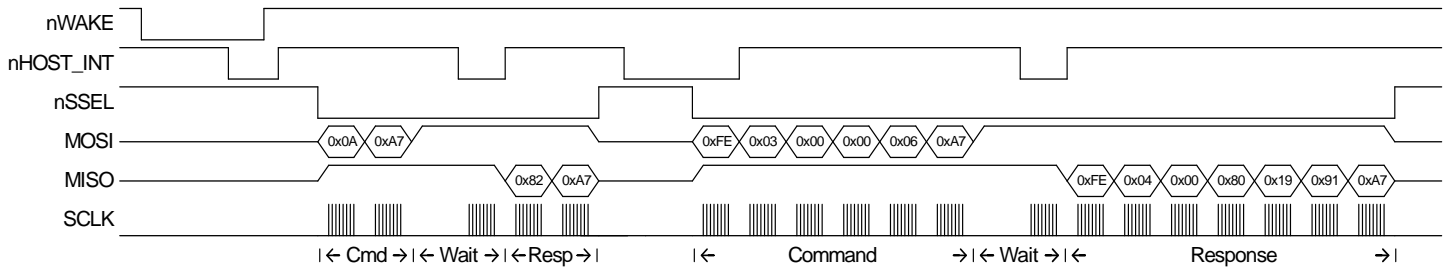 nWAKE
nHOST_INT
nSSEL
MOSI 0x0A 0xA7 0xFE 0x03 0x00 0x00 0x06 0xA7
MISO 0x82 0xA7 0xFE 0x04 0x00 0x80 0x19 0x91 0xA7
SCLK
Cmd Wait Resp Command Wait Response